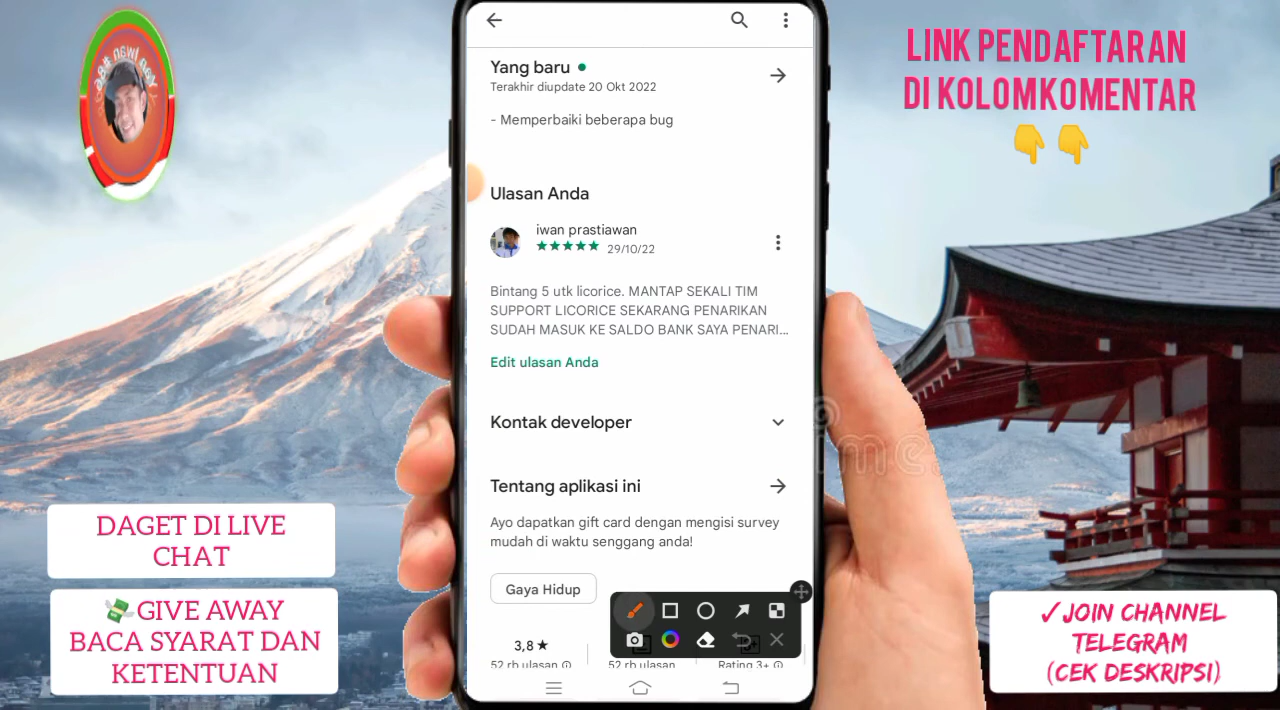 Yang baru
Terakhir diupdate 20 Okt 2022
- Memperbaiki beberapa bug
Ulasan Anda
iwan prastiawan
★★★★★ 29/10/22
Bintang 5 utk licorice. MANTAP SEKALI TIM
SUPPORT LICORICE SEKARANG PENARIKAN
SUDAH MASUK KE SALDO BANK SAYA PENARI...
Edit ulasan Anda
Kontak developer
Tentang aplikasi ini
Ayo dapatkan gift card dengan mengisi survey
mudah di waktu senggang anda!
Gaya Hidup
3,8 ★
52 rb ulasan
52 rb ulasan
Rating 3+
LINK PENDAFTARAN
DI KOLOMKOMENTAR
👇👇
DAGET DI LIVE
CHAT
💸GIVE AWAY
BACA SYARAT DAN
KETENTUAN
✓JOIN CHANNEL
TELEGRAM
(CEK DESKRIPSI)